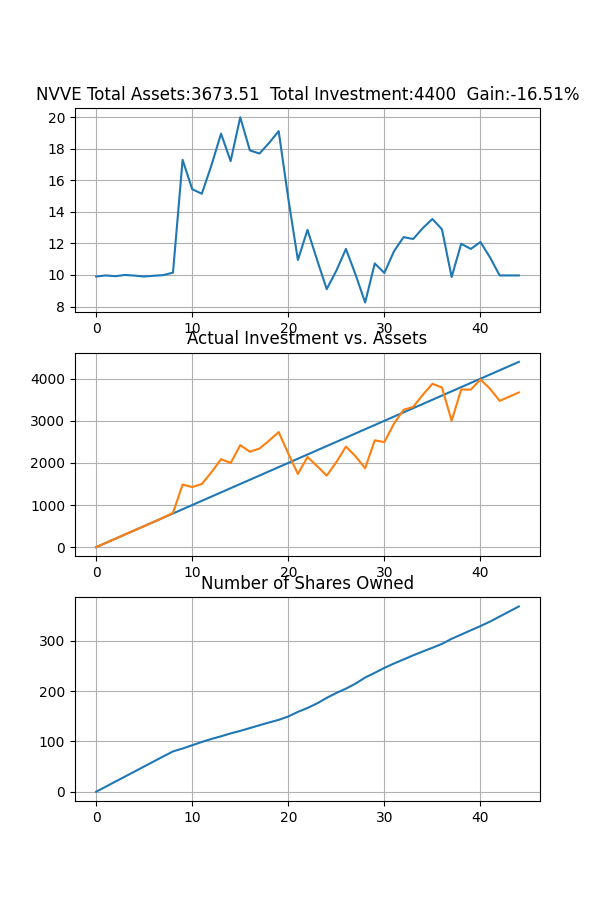 NVVE Total Assets:3673.51  Total Investment:4400  Gain:-16.51%
20
18
16
14
12
10
8
0 10 20 30 40
Actual Investment vs. Assets
4000
3000
2000
1000
0
0 10 20 30 40
Number of Shares Owned
300
200
100
0
0 10 20 30 40